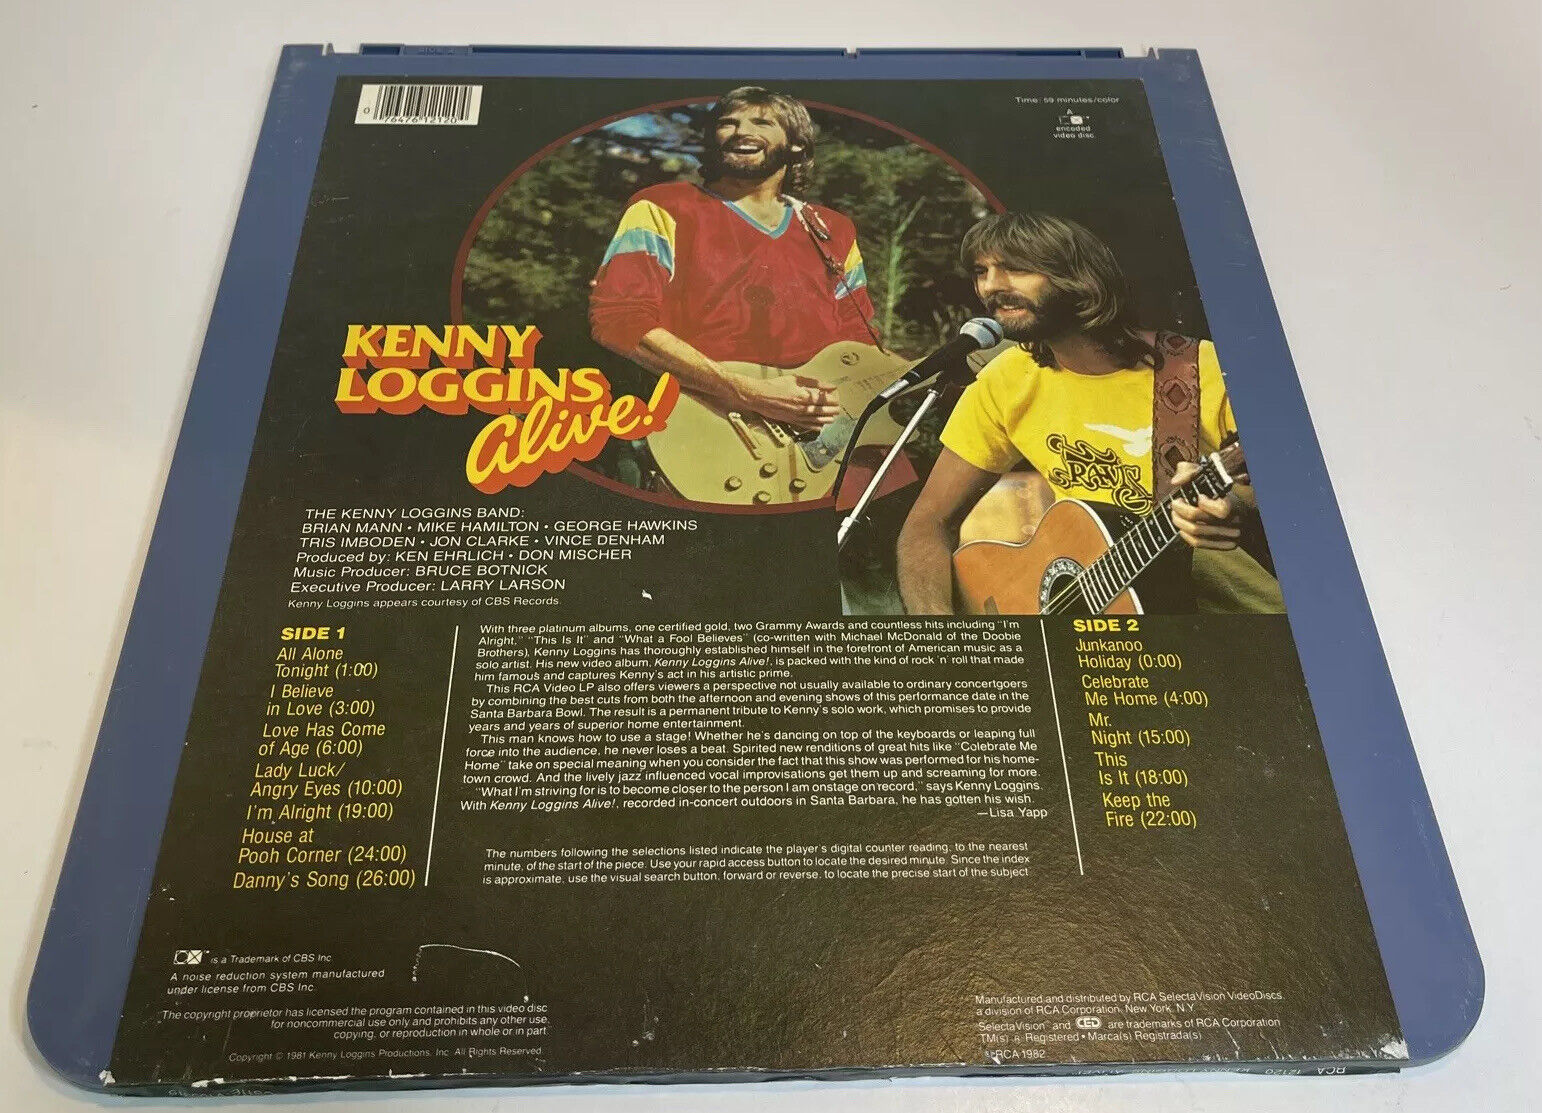 SIDE 2
0 76476 12120
Time: 59 minutes/color
A
CX
encoded
video disc
KENNY
LOGGINS
alive!
RAVS
THE KENNY LOGGINS BAND:
BRIAN MANN • MIKE HAMILTON • GEORGE HAWKINS
TRIS IMBODEN • JON CLARKE • VINCE DENHAM
Produced by: KEN EHRLICH • DON MISCHER
Music Producer: BRUCE BOTNICK
Executive Producer: LARRY LARSON
Kenny Loggins appears courtesy of CBS Records.
SIDE 1
All Alone
Tonight (1:00)
I Believe
in Love (3:00)
Love Has Come
of Age (6:00)
Lady Luck/
Angry Eyes (10:00)
I'm Alright (19:00)
House at
Pooh Corner (24:00)
Danny's Song (26:00)
With three platinum albums, one certified gold, two Grammy Awards and countless hits including "I'm
Alright," "This Is It" and "What a Fool Believes" (co-written with Michael McDonald of the Doobie
Brothers), Kenny Loggins has thoroughly established himself in the forefront of American music as a
solo artist. His new video album, Kenny Loggins Alive!, is packed with the kind of rock 'n' roll that made
him famous and captures Kenny's act in his artistic prime.
This RCA Video LP also offers viewers a perspective not usually available to ordinary concertgoers
by combining the best cuts from both the afternoon and evening shows of this performance date in the
Santa Barbara Bowl. The result is a permanent tribute to Kenny's solo work, which promises to provide
years and years of superior home entertainment.
This man knows how to use a stage! Whether he's dancing on top of the keyboards or leaping full
force into the audience, he never loses a beat. Spirited new renditions of great hits like "Celebrate Me
Home" take on special meaning when you consider the fact that this show was performed for his home-
town crowd. And the lively jazz influenced vocal improvisations get them up and screaming for more.
"What I'm striving for is to become closer to the person I am onstage on record," says Kenny Loggins.
With Kenny Loggins Alive!, recorded in-concert outdoors in Santa Barbara, he has gotten his wish.
—Lisa Yapp
The numbers following the selections listed indicate the player's digital counter reading, to the nearest
minute, of the start of the piece. Use your rapid access button to locate the desired minute. Since the index
is approximate, use the visual search button, forward or reverse, to locate the precise start of the subject
SIDE 2
Junkanoo
Holiday (0:00)
Celebrate
Me Home (4:00)
Mr.
Night (15:00)
This
Is It (18:00)
Keep the
Fire (22:00)
CX™ is a Trademark of CBS Inc.
A noise reduction system manufactured
under license from CBS Inc.
The copyright proprietor has licensed the program contained in this video disc
for noncommercial use only and prohibits any other use,
copying, or reproduction in whole or in part.
Copyright © 1981 Kenny Loggins Productions, Inc. All Rights Reserved.
Manufactured and distributed by RCA SelectaVision VideoDiscs,
a division of RCA Corporation, New York, N.Y.
SelectaVision™ and CED are trademarks of RCA Corporation
TM(s) ® Registered • Marca(s) Registrada(s)
©RCA 1982
RCA 12120 KENNY LOGGINS ALIVE!